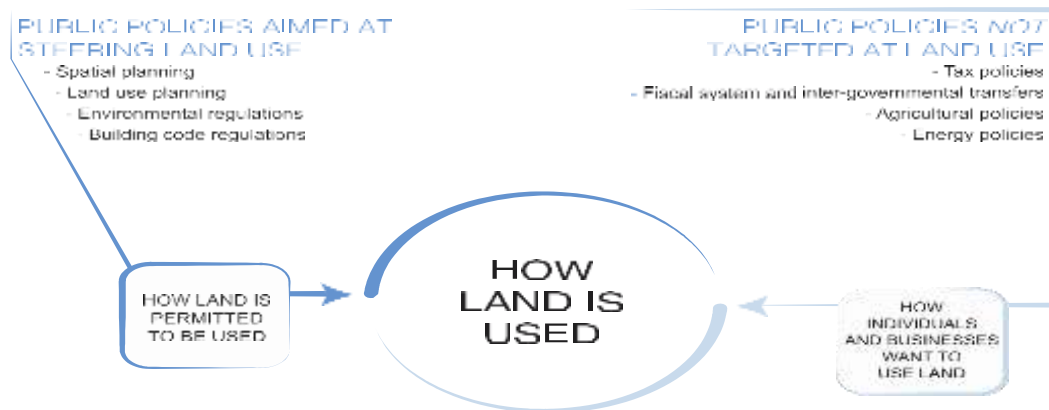 PUBLIC POLICIES AIMED AT
STEERING LAND USE
- Spatial planning
- Land use planning
- Environmental regulations
- Building code regulations
PUBLIC POLICIES NOT
TARGETED AT LAND USE
- Tax policies
- Fiscal system and inter-governmental transfers
- Agricultural policies
- Energy policies
HOW LAND IS
PERMITTED
TO BE USED
HOW
LAND IS
USED
HOW
INDIVIDUALS
AND BUSINESSES
WANT TO
USE LAND